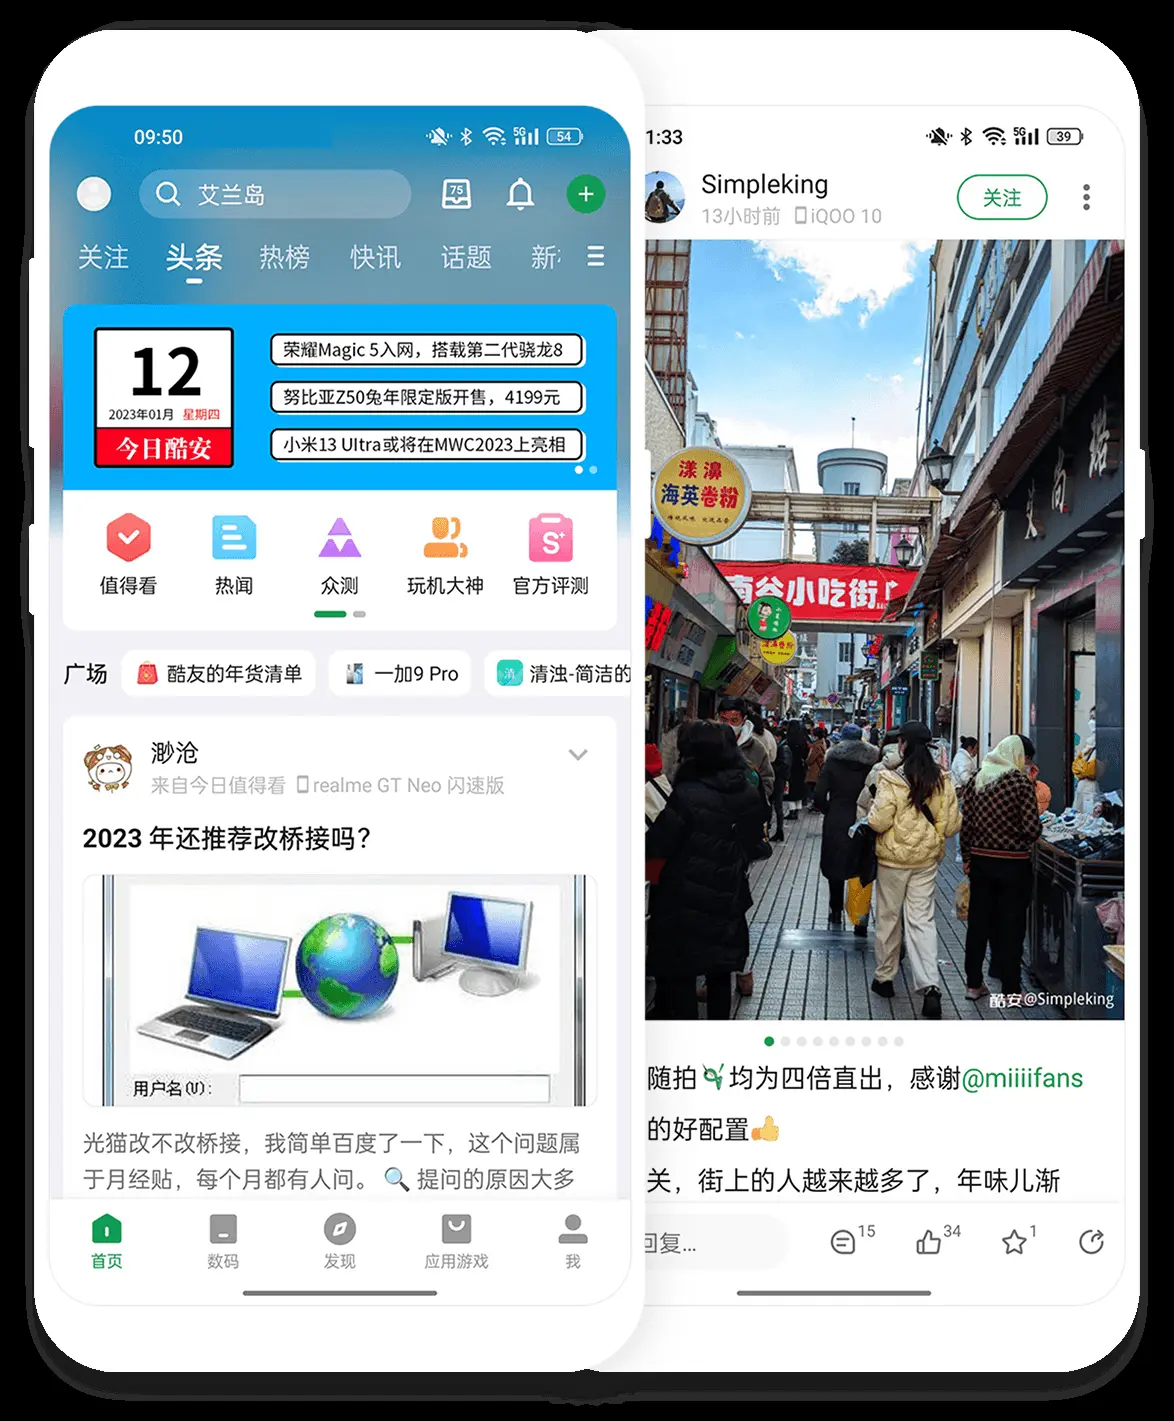 09:50
5G
54
艾兰岛
75
关注 头条 热榜 快讯 话题
12
2023年01月 星期四
今日酷安
荣耀Magic 5入网，搭载第二代骁龙8
努比亚Z50兔年限定版开售，4199元
小米13 Ultra或将在MWC2023上亮相
值得看 热闻 众测 玩机大神 官方评测
S+
广场 酷友的年货清单 一加9 Pro 清 清浊-简洁的
渺沧
来自今日值得看 realme GT Neo 闪速版
2023 年还推荐改桥接吗？
用户名(U)：
光猫改不改桥接，我简单百度了一下，这个问题属
于月经贴，每个月都有人问。 提问的原因大多
首页 数码 发现 应用游戏 我
1:33
5G
39
Simpleking
13小时前 iQOO 10
关注
漾濞
海英卷粉
南谷小吃街
酷安@Simpleking
随拍 均为四倍直出，感谢@miiiifans
的好配置
关，街上的人越来越多了，年味儿渐
回复...
15
34
1